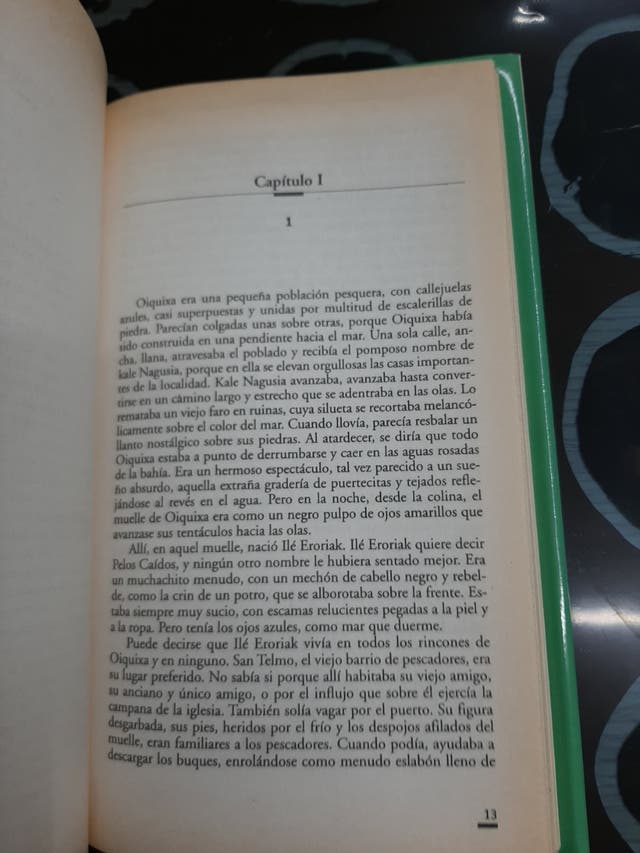 Capítulo I
1
Oiquixa era una pequeña población pesquera, con callejuelas
azules, casi superpuestas y unidas por multitud de escalerillas de
piedra. Parecían colgadas unas sobre otras, porque Oiquixa había
sido construida en una pendiente hacia el mar. Una sola calle, an-
cha, llana, atravesaba el poblado y recibía el pomposo nombre de
kale Nagusia, porque en ella se elevan orgullosas las casas importan-
tes de la localidad. Kale Nagusia avanzaba, avanzaba hasta conver-
tirse en un camino largo y estrecho que se adentraba en las olas. Lo
remataba un viejo faro en ruinas, cuya silueta se recortaba melancó-
licamente sobre el color del mar. Cuando llovía, parecía resbalar un
llanto nostálgico sobre sus piedras. Al atardecer, se diría que todo
Oiquixa estaba a punto de derrumbarse y caer en las aguas rosadas
de la bahía. Era un hermoso espectáculo, tal vez parecido a un sue-
ño absurdo, aquella extraña gradería de puertecitas y tejados refle-
jándose al revés en el agua. Pero en la noche, desde la colina, el
muelle de Oiquixa era como un negro pulpo de ojos amarillos que
avanzase sus tentáculos hacia las olas.
Allí, en aquel muelle, nació Ilé Eroriak. Ilé Eroriak quiere decir
Pelos Caídos, y ningún otro nombre le hubiera sentado mejor. Era
un muchachito menudo, con un mechón de cabello negro y rebel-
de, como la crin de un potro, que se alborotaba sobre la frente. Es-
taba siempre muy sucio, con escamas relucientes pegadas a la piel y
a la ropa. Pero tenía los ojos azules, como mar que duerme.
Puede decirse que Ilé Eroriak vivía en todos los rincones de
Oiquixa y en ninguno. San Telmo, el viejo barrio de pescadores, era
su lugar preferido. No sabía si porque allí habitaba su viejo amigo,
su anciano y único amigo, o por el influjo que sobre él ejercía la
campana de la iglesia. También solía vagar por el puerto. Su figura
desgarbada, sus pies, heridos por el frío y los despojos afilados del
muelle, eran familiares a los pescadores. Cuando podía, ayudaba a
descargar los buques, enrolándose como menudo eslabón lleno de
13